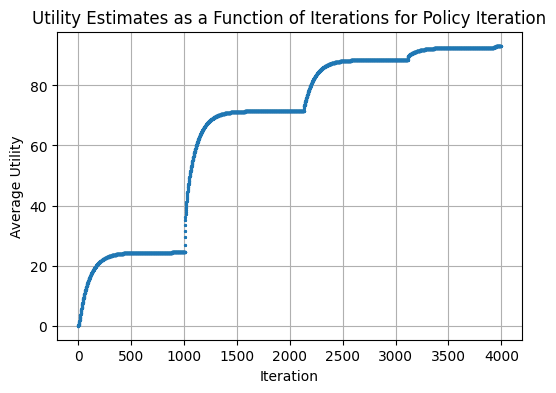 Utility Estimates as a Function of Iterations for Policy Iteration
80
60
40
20
0
Average Utility
0 500 1000 1500 2000 2500 3000 3500 4000
Iteration